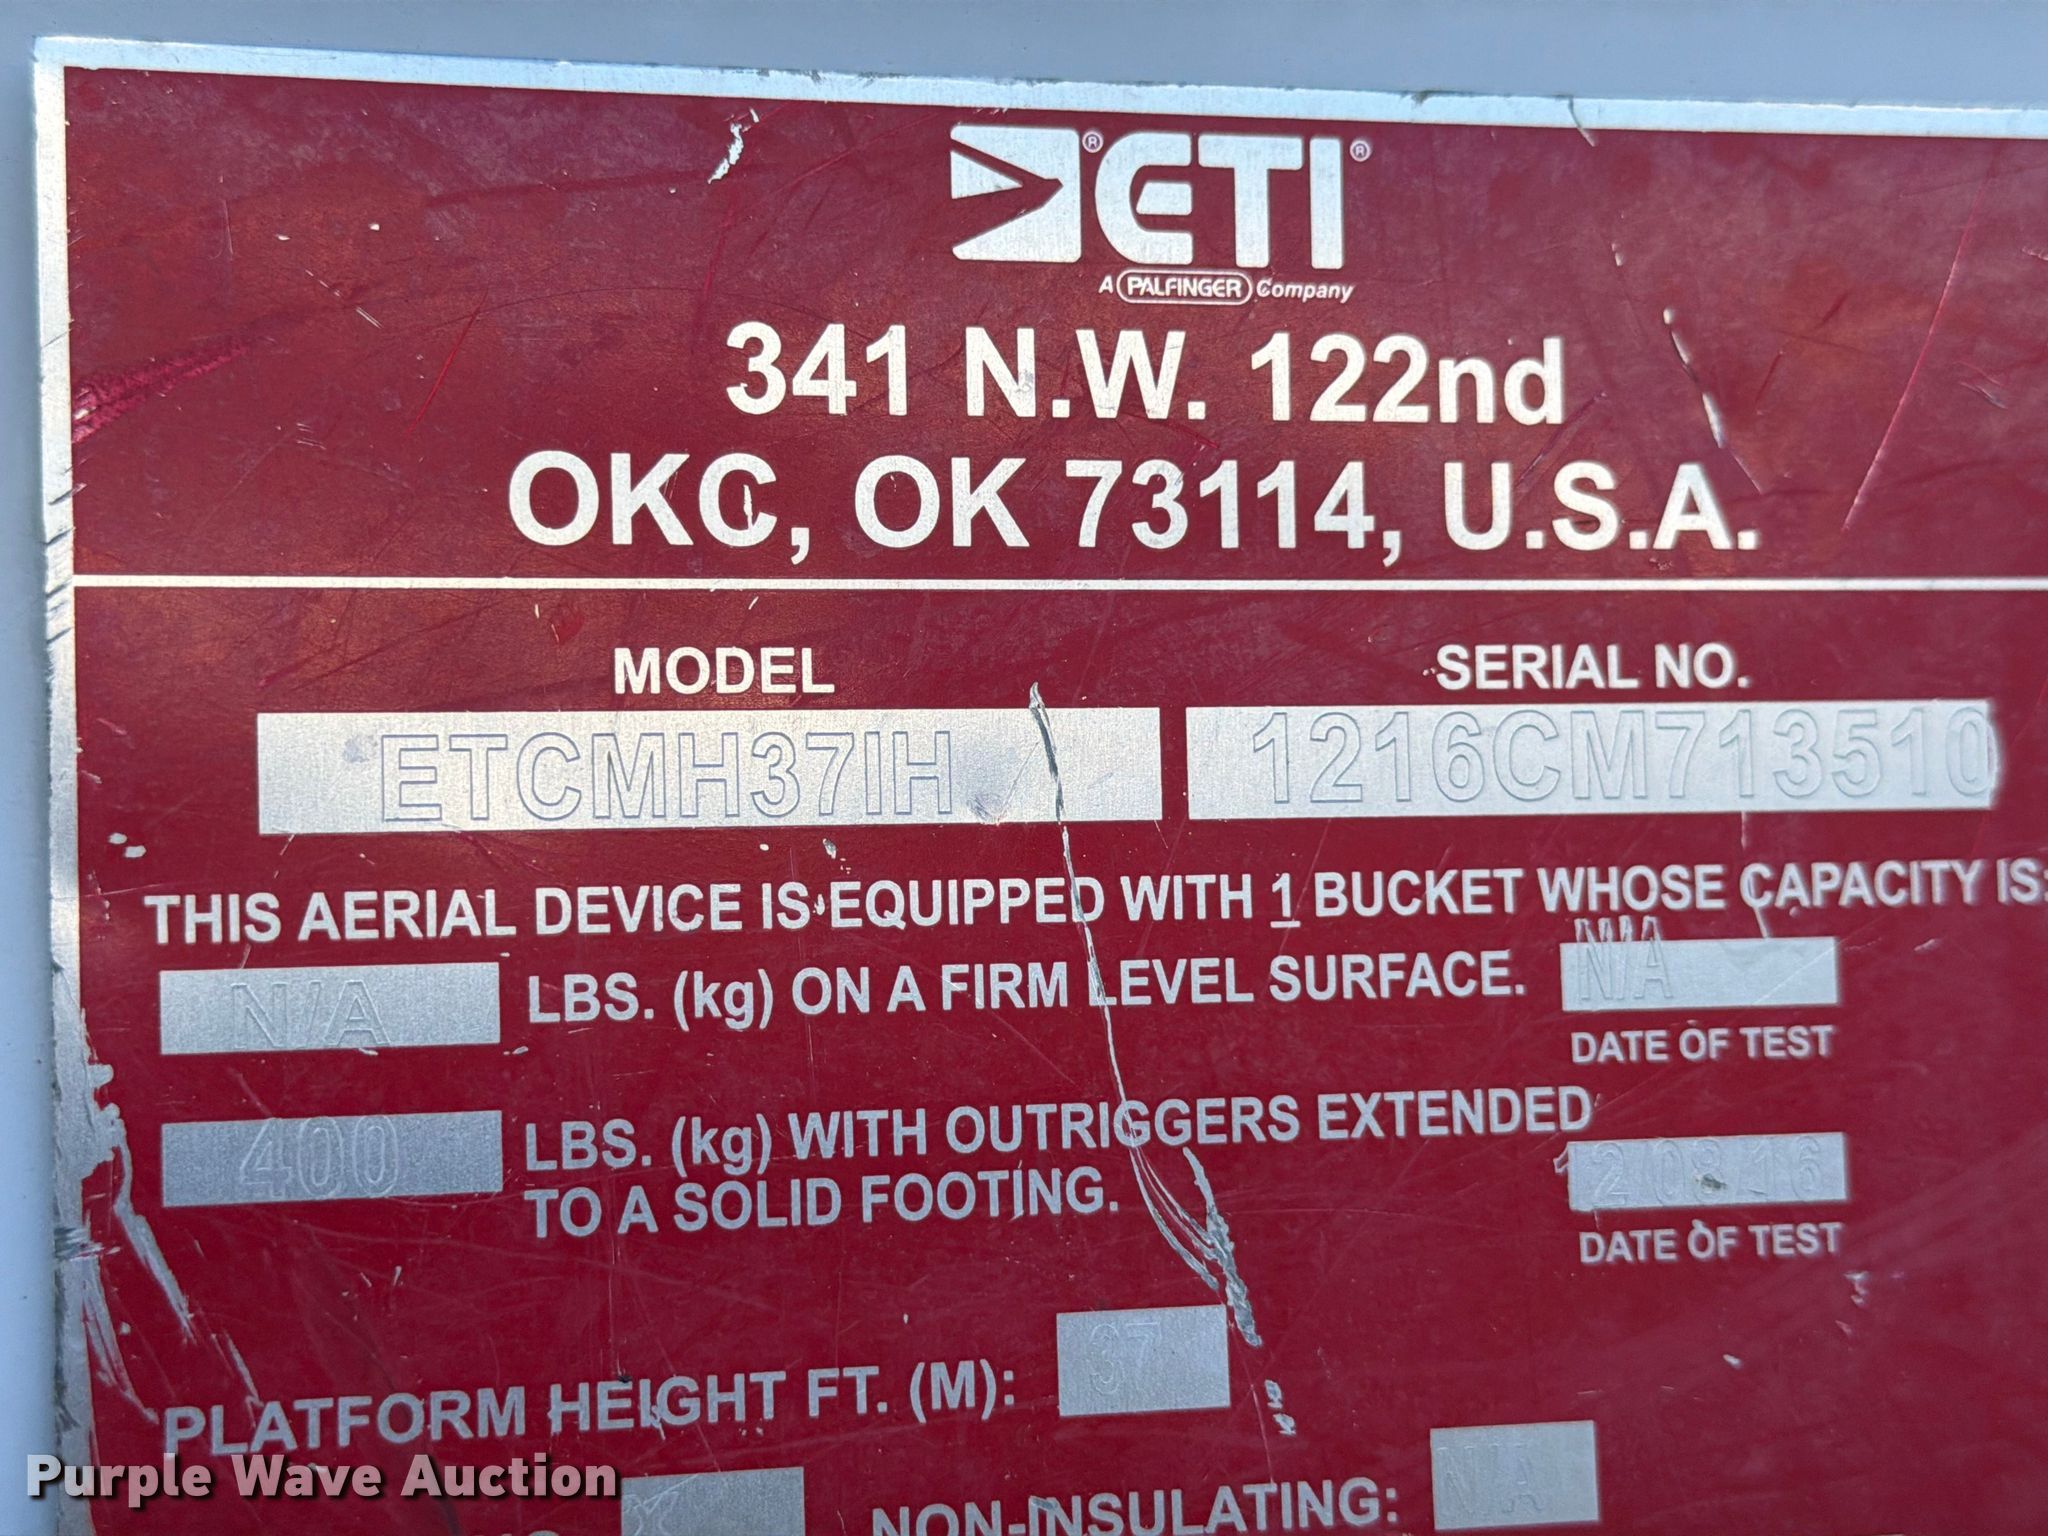 ® ETI ®
A PALFINGER Company
341 N.W. 122nd
OKC, OK 73114, U.S.A.
MODEL SERIAL NO.
ETCMH37IH 1216CM713510
THIS AERIAL DEVICE IS EQUIPPED WITH 1 BUCKET WHOSE CAPACITY IS:
N/A LBS. (kg) ON A FIRM LEVEL SURFACE. N/A
DATE OF TEST
400 LBS. (kg) WITH OUTRIGGERS EXTENDED
TO A SOLID FOOTING. 12/08/16
DATE OF TEST
PLATFORM HEIGHT FT. (M): 37
X NON-INSULATING: N/A
Purple Wave Auction